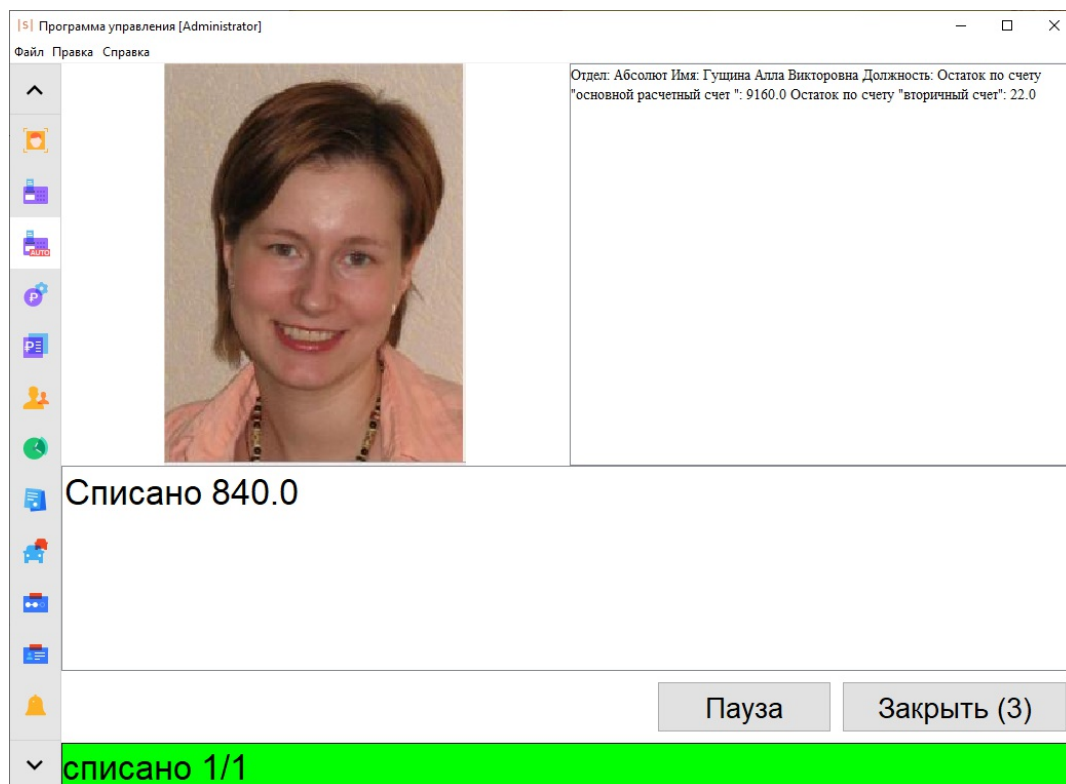 |S| Программа управления [Administrator]
Файл Правка Справка
Отдел: Абсолют Имя: Гущина Алла Викторовна Должность: Остаток по счету
"основной расчетный счет ": 9160.0 Остаток по счету "вторичный счет": 22.0
AUTO
₽
₽
Списано 840.0
Пауза
Закрыть (3)
списано 1/1